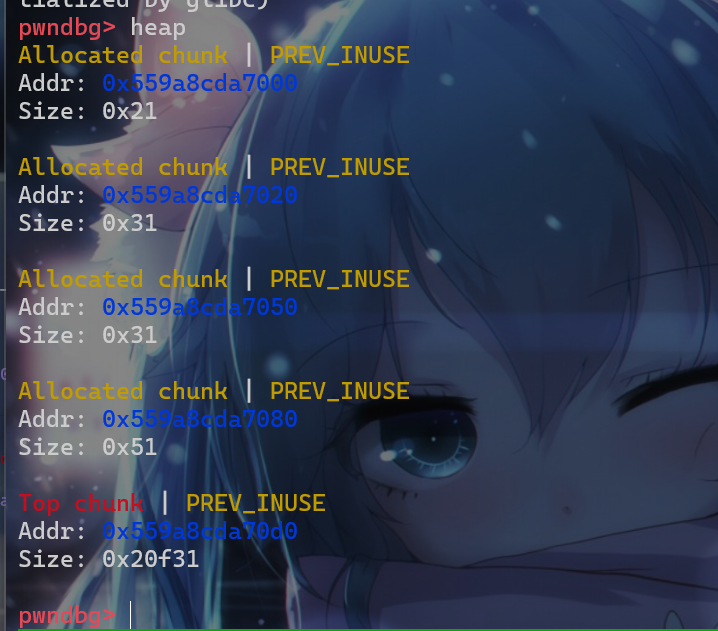 tialized by glibc)
pwndbg> heap
Allocated chunk | PREV_INUSE
Addr: 0x559a8cda7000
Size: 0x21
Allocated chunk | PREV_INUSE
Addr: 0x559a8cda7020
Size: 0x31
Allocated chunk | PREV_INUSE
Addr: 0x559a8cda7050
Size: 0x31
Allocated chunk | PREV_INUSE
Addr: 0x559a8cda7080
Size: 0x51
Top chunk | PREV_INUSE
Addr: 0x559a8cda70d0
Size: 0x20f31
pwndbg>